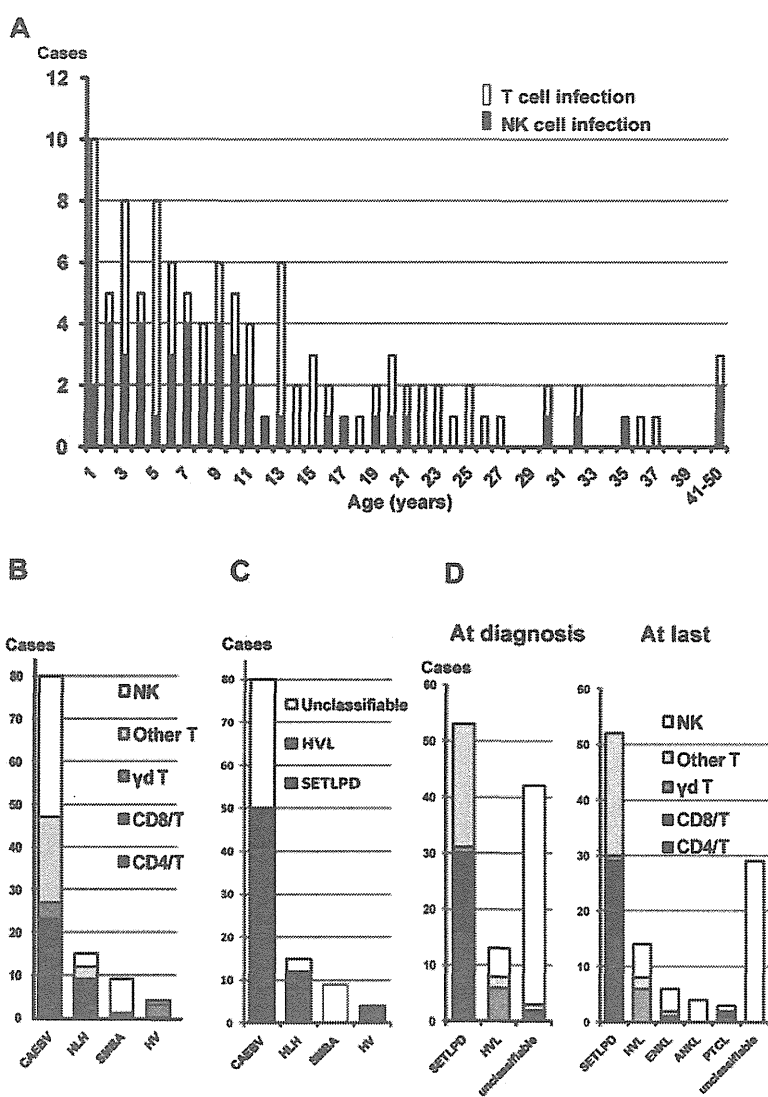 A
Cases
12
10
8
6
4
2
0
T cell infection
NK cell infection
1 3 5 7 9 11 13 15 17 19 21 23 25 27 29 31 33 35 37 39 41-50
Age (years)
B
Cases
80
70
60
50
40
30
20
10
0
NK
Other T
γd T
CD8/T
CD4/T
CAEBV HLH SMBA HV
C
Cases
80
70
60
50
40
30
20
10
0
Unclassifiable
HVL
SETLPD
CAEBV HLH SMBA HV
D
At diagnosis
Cases
60
50
40
30
20
10
0
SETLPD HVL unclassifiable
At last
60
50
40
30
20
10
0
NK
Other T
γd T
CD8/T
CD4/T
SETLPD HVL ENKL ANKL PTCL unclassifiable